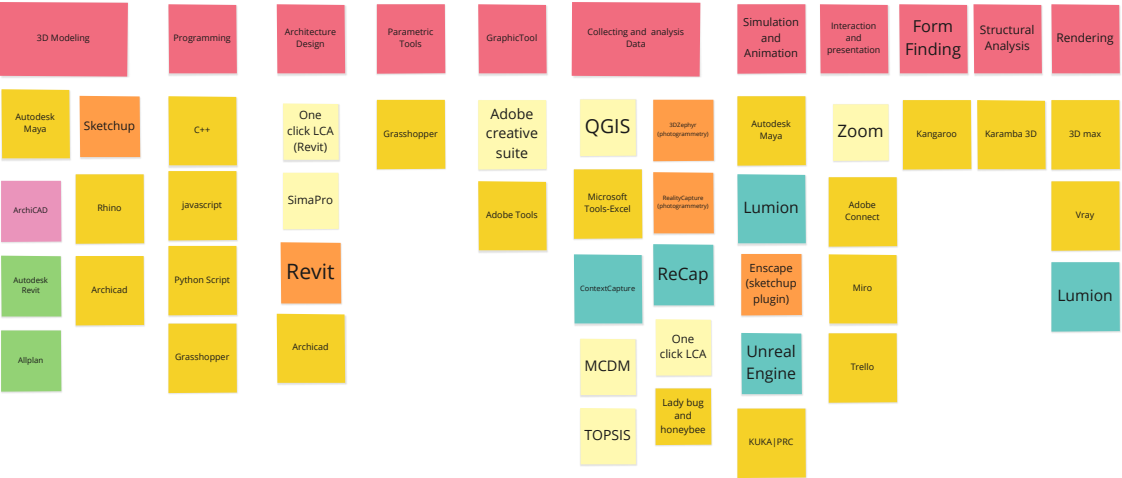 3D Modeling
Programming
Architecture
Design
Parametric
Tools
GraphicTool
Collecting and analysis
Data
Simulation
and
Animation
Interaction
and
presentation
Form
Finding
Structural
Analysis
Rendering
Autodesk
Maya
Sketchup
ArchiCAD
Rhino
Autodesk
Revit
Archicad
Allplan
C++
javascript
Python Script
Grasshopper
One
click LCA
(Revit)
SimaPro
Revit
Archicad
Grasshopper
Adobe
creative
suite
Adobe Tools
QGIS
3DZephyr
(photogrammetry)
Microsoft
Tools-Excel
RealityCapture
(photogrammetry)
ContextCapture
ReCap
MCDM
One
click LCA
TOPSIS
Lady bug
and
honeybee
Autodesk
Maya
Lumion
Enscape
(sketchup
plugin)
Unreal
Engine
KUKA|PRC
Zoom
Adobe
Connect
Miro
Trello
Kangaroo
Karamba 3D
3D max
Vray
Lumion